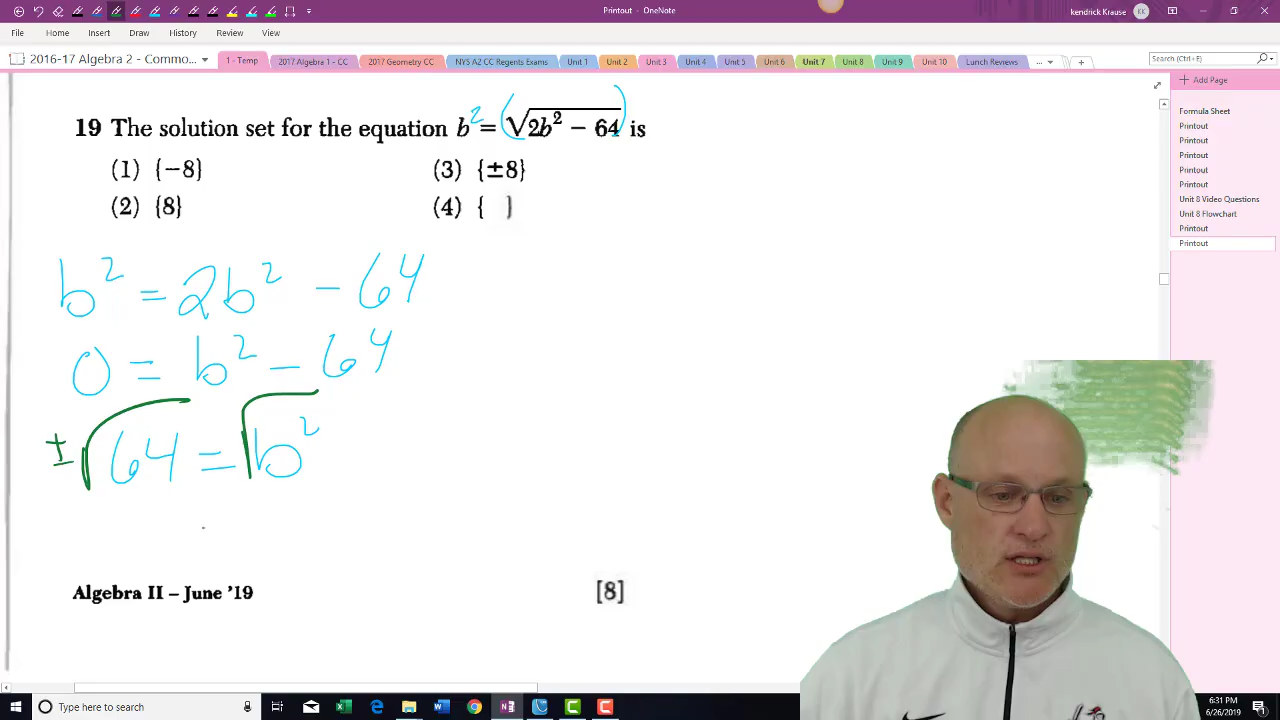 Printout - OneNote
kendrick Krause
KK
File Home Insert Draw History Review View
2016-17 Algebra 2 - Commo... 1 - Temp 2017 Algebra 1 - CC 2017 Geometry CC NYS A2 CC Regents Exams Unit 1 Unit 2 Unit 3 Unit 4 Unit 5 Unit 6 Unit 7 Unit 8 Unit 9 Unit 10 Lunch Reviews ... Search (Ctrl+E)
Add Page
Formula Sheet
Printout
Printout
Printout
Printout
Printout
Unit 8 Video Questions
Unit 8 Flowchart
Printout
Printout
19 The solution set for the equation b² = (√2b² − 64) is
(1) {−8} (3) {±8}
(2) {8} (4) { }
b² = 2b² − 64
0 = b² − 64
±√64 = √b²
Algebra II – June '19 [8]
Type here to search
6:31 PM
6/26/2019